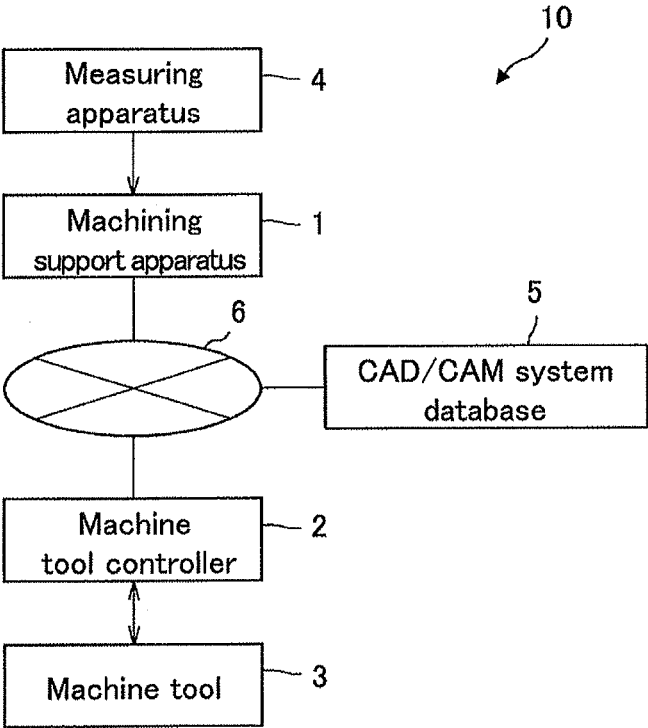 10
Measuring
apparatus
4
Machining
support apparatus
1
6
5
CAD/CAM system
database
Machine
tool controller
2
Machine tool
3